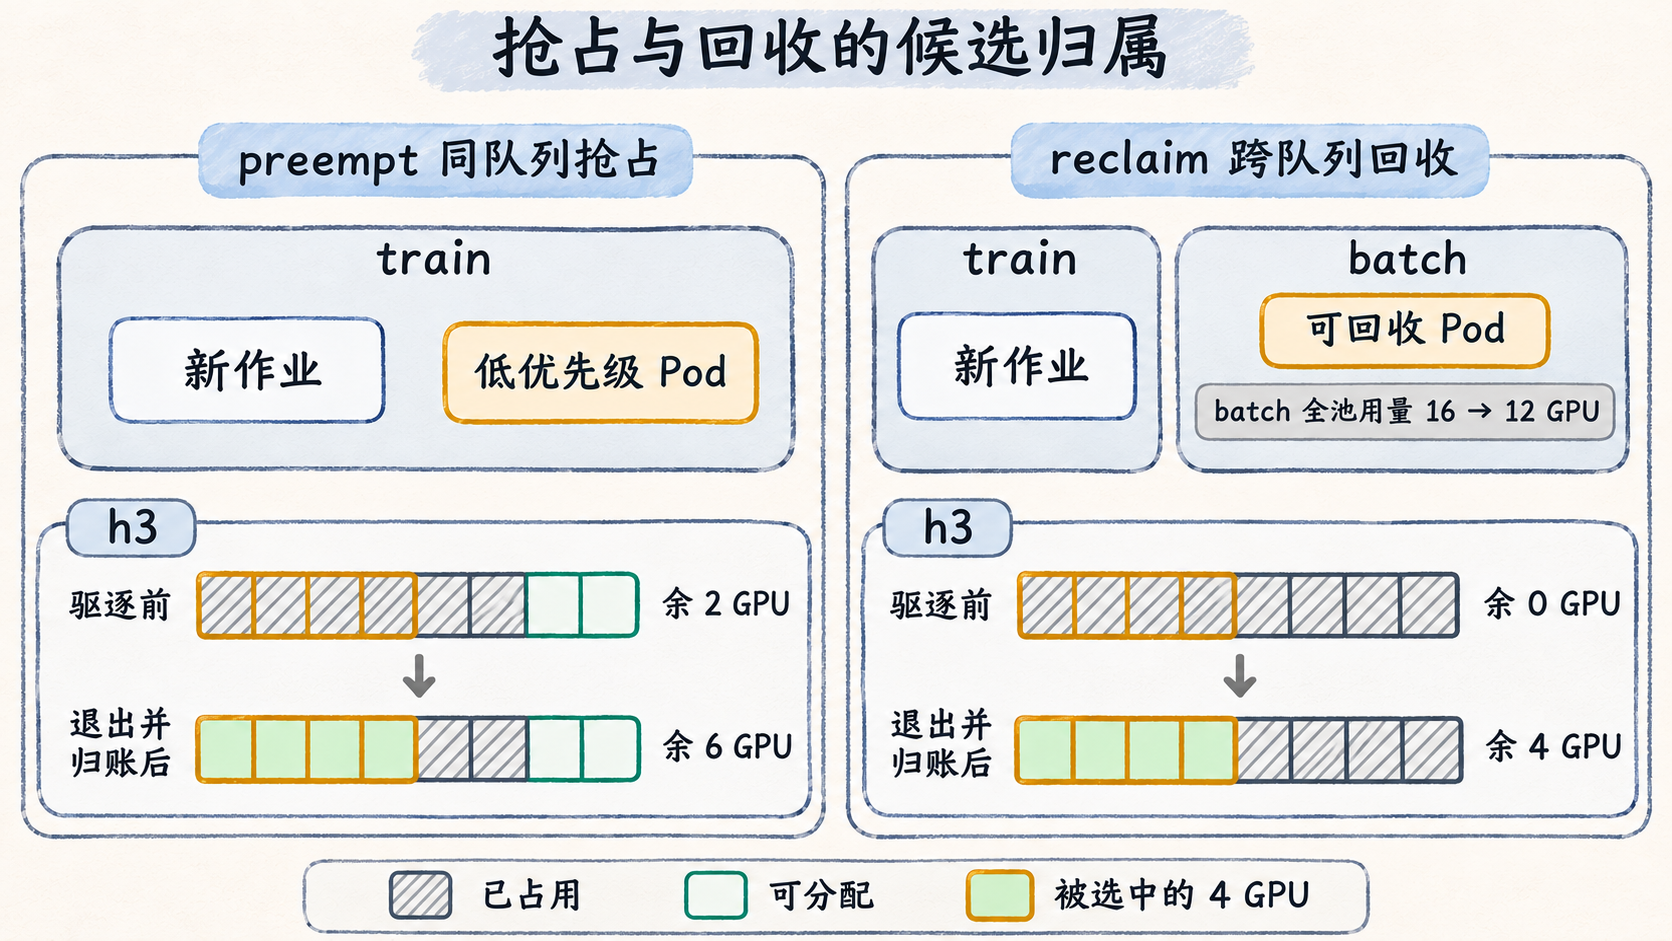 抢占与回收的候选归属
preempt 同队列抢占
train
新作业
低优先级 Pod
h3
驱逐前
余 2 GPU
退出并
归账后
余 6 GPU
reclaim 跨队列回收
train
新作业
batch
可回收 Pod
batch 全池用量 16 → 12 GPU
h3
驱逐前
余 0 GPU
退出并
归账后
余 4 GPU
已占用
可分配
被选中的 4 GPU